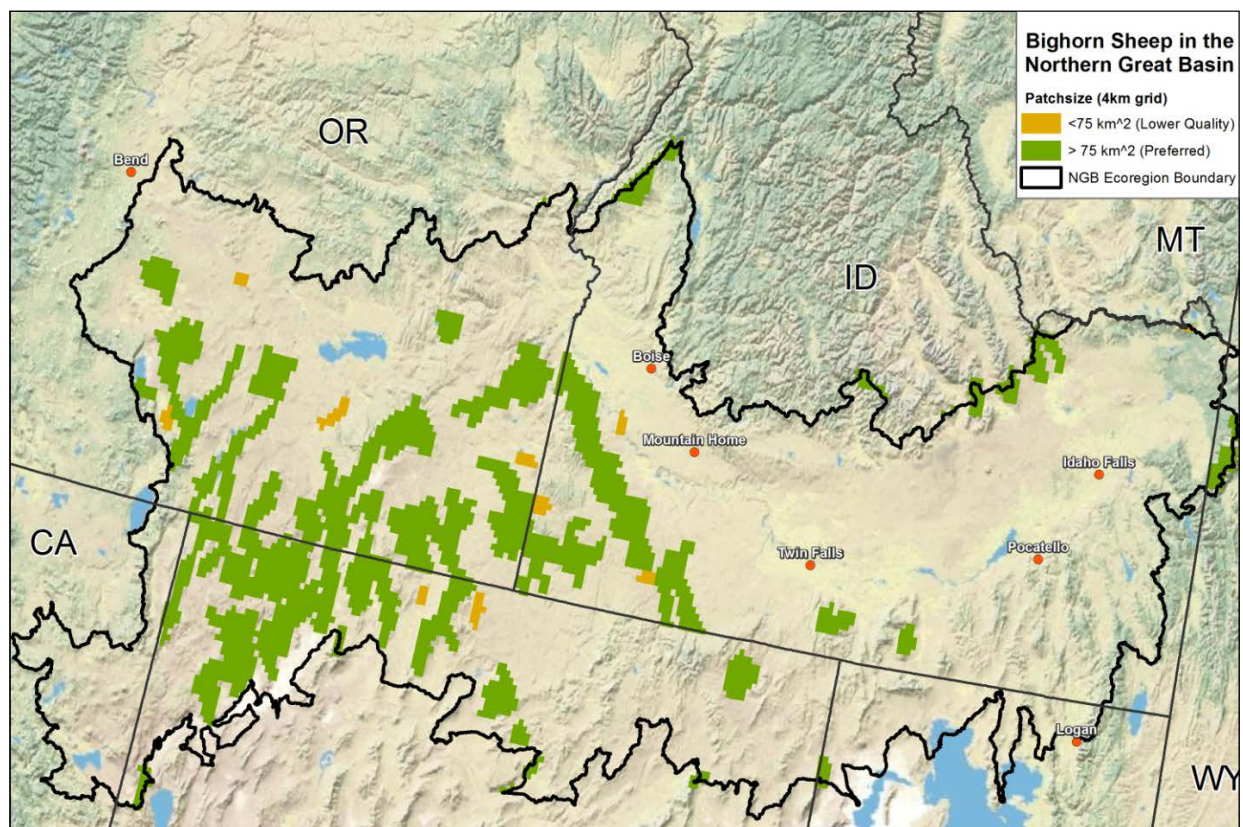 Bighorn Sheep in the
Northern Great Basin
Patchsize (4km grid)
<75 km^2 (Lower Quality)
> 75 km^2 (Preferred)
NGB Ecoregion Boundary
OR
Bend
MT
ID
Boise
Mountain Home
Idaho Falls
CA
Twin Falls
Pocatello
Logan
WY